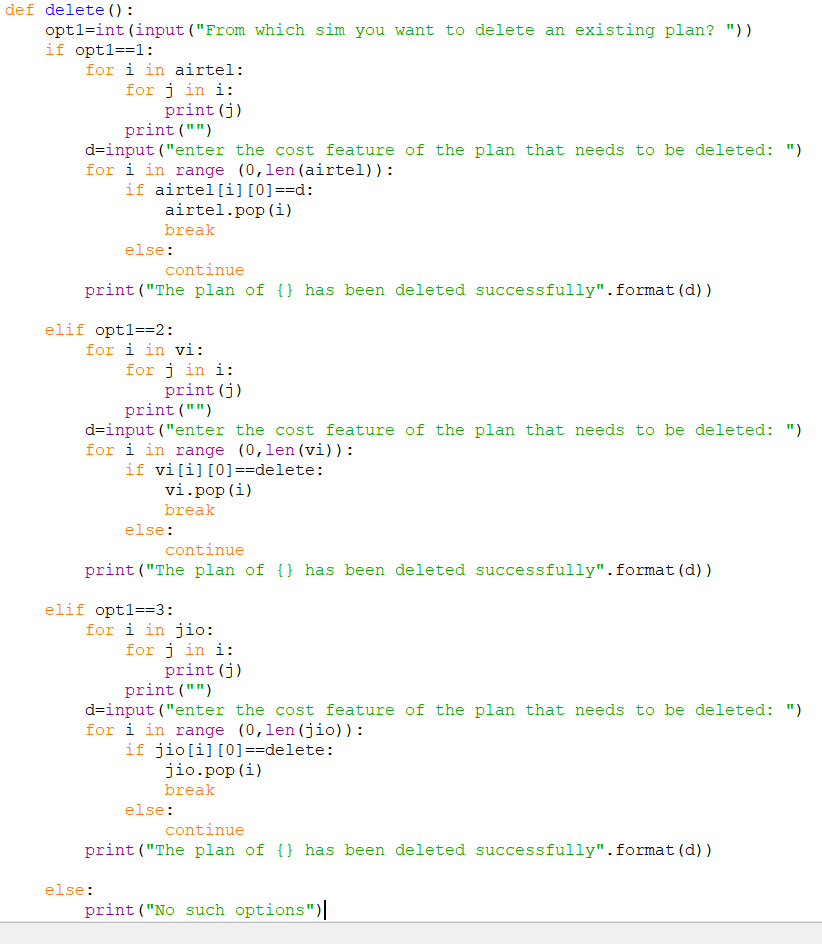 def delete():
    opt1=int(input("From which sim you want to delete an existing plan? "))
    if opt1==1:
        for i in airtel:
            for j in i:
                print(j)
            print("")
        d=input("enter the cost feature of the plan that needs to be deleted: ")
        for i in range (0,len(airtel)):
            if airtel[i][0]==d:
                airtel.pop(i)
                break
            else:
                continue
        print("The plan of {} has been deleted successfully".format(d))

    elif opt1==2:
        for i in vi:
            for j in i:
                print(j)
            print("")
        d=input("enter the cost feature of the plan that needs to be deleted: ")
        for i in range (0,len(vi)):
            if vi[i][0]==delete:
                vi.pop(i)
                break
            else:
                continue
        print("The plan of {} has been deleted successfully".format(d))

    elif opt1==3:
        for i in jio:
            for j in i:
                print(j)
            print("")
        d=input("enter the cost feature of the plan that needs to be deleted: ")
        for i in range (0,len(jio)):
            if jio[i][0]==delete:
                jio.pop(i)
                break
            else:
                continue
        print("The plan of {} has been deleted successfully".format(d))

    else:
        print("No such options")